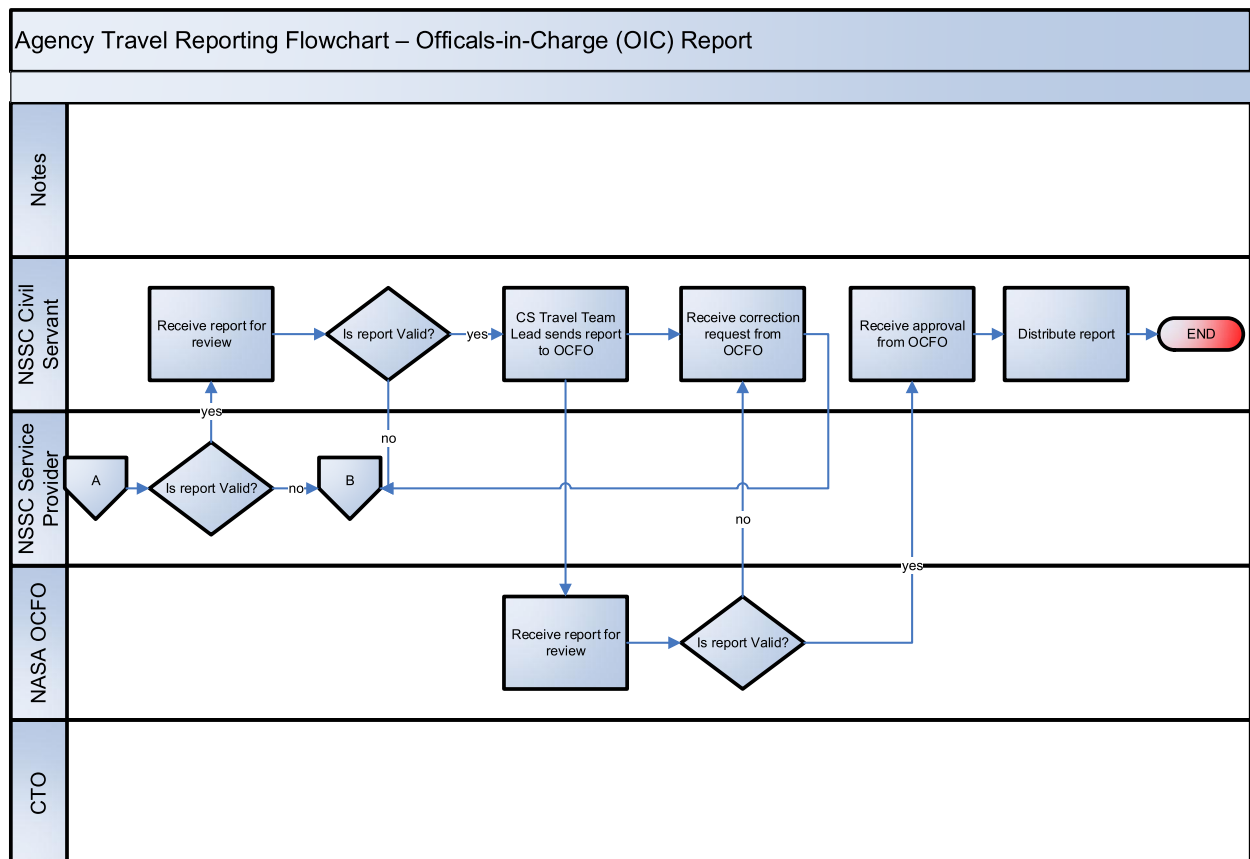 Agency Travel Reporting Flowchart – Officals-in-Charge (OIC) Report
Notes
NSSC Civil
Servant
Receive report for
review
Is report Valid?
yes
CS Travel Team
Lead sends report
to OCFO
Receive correction
request from
OCFO
Receive approval
from OCFO
Distribute report
END
yes
no
NSSC Service
Provider
A
Is report Valid?
no
B
no
yes
NASA OCFO
Receive report for
review
Is report Valid?
CTO